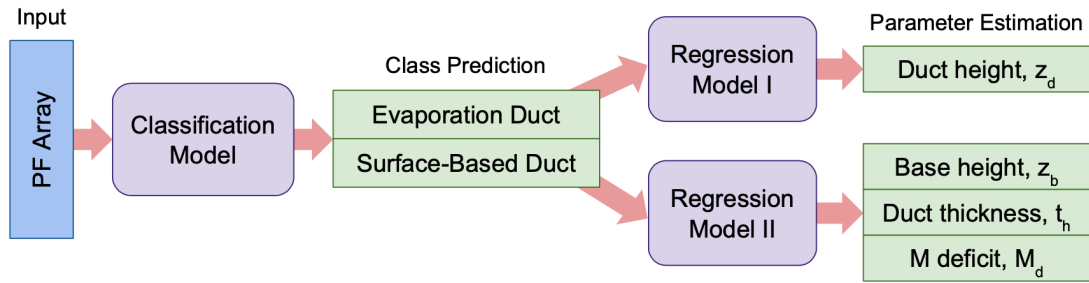 Input
PF Array
Classification
Model
Class Prediction
Evaporation Duct
Surface-Based Duct
Regression
Model I
Regression
Model II
Parameter Estimation
Duct height, z_d
Base height, z_b
Duct thickness, t_h
M deficit, M_d